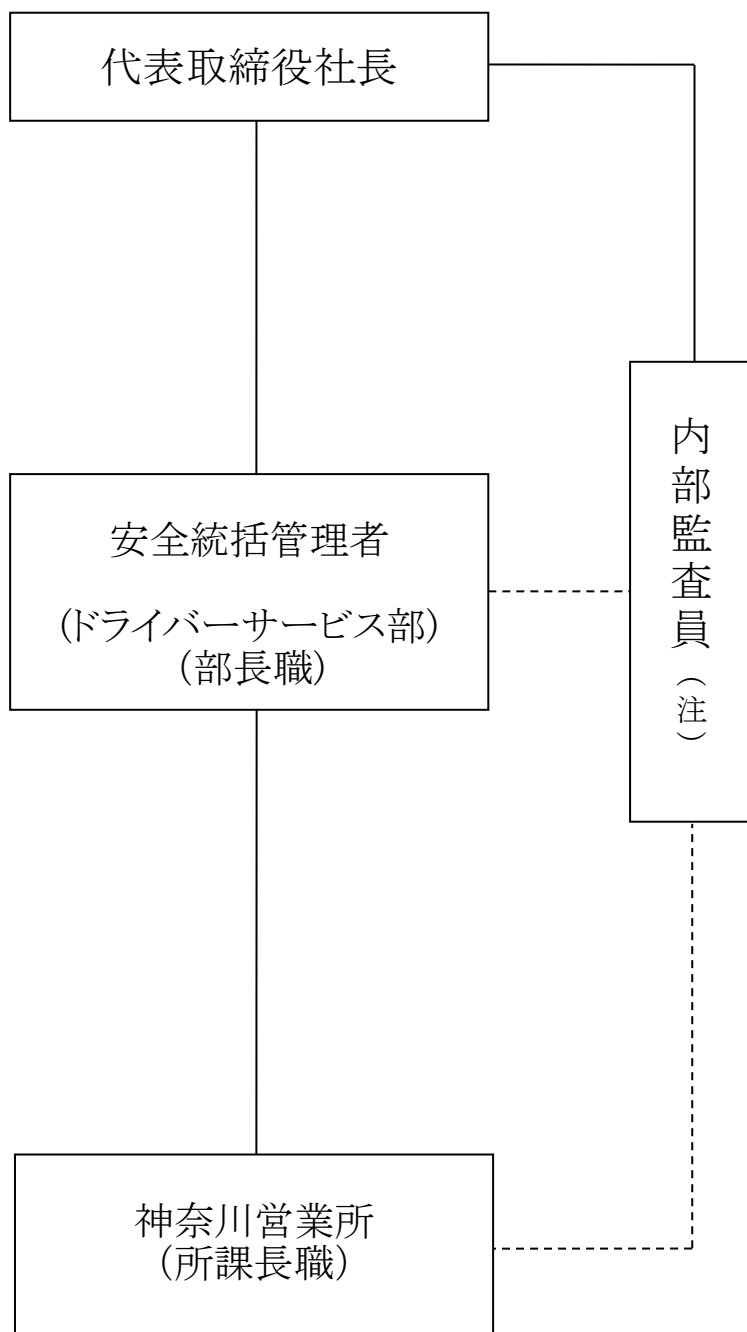 代表取締役社長
内部監査員（注）
安全統括管理者
(ドライバーサービス部)
(部長職)
神奈川営業所
(所課長職)